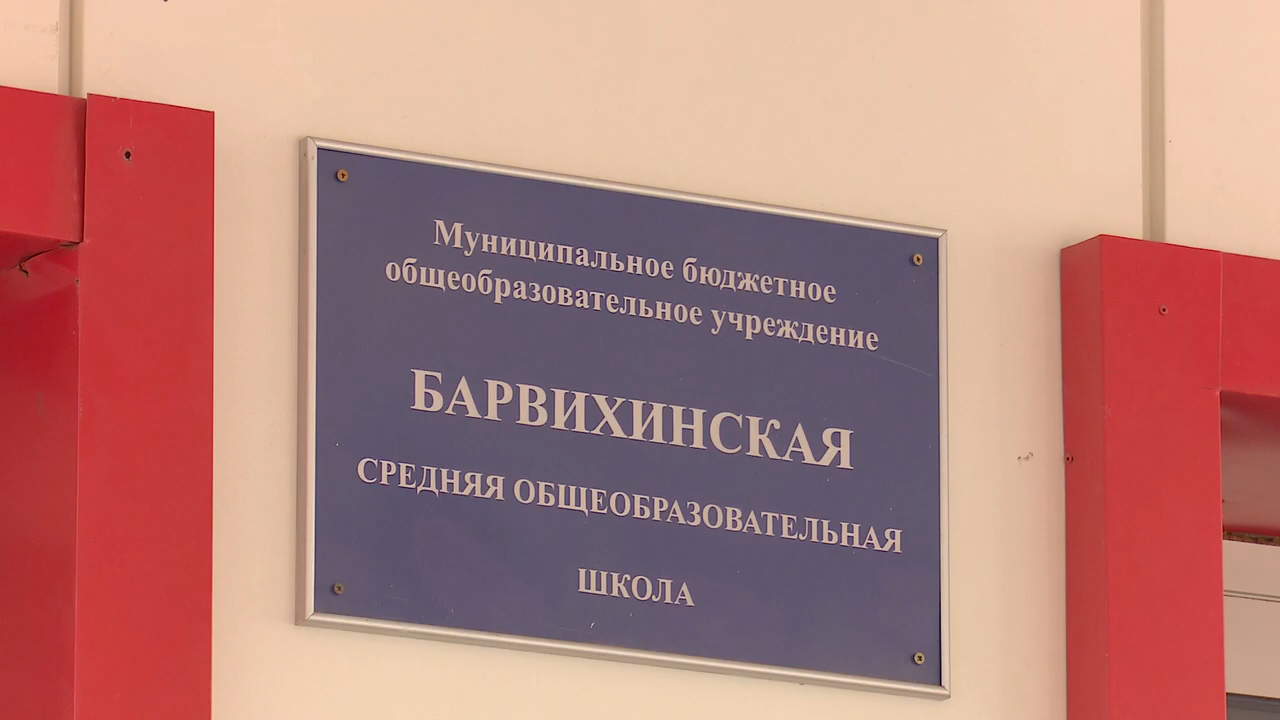 Муниципальное бюджетное
общеобразовательное учреждение
БАРВИХИНСКАЯ
СРЕДНЯЯ ОБЩЕОБРАЗОВАТЕЛЬНАЯ
ШКОЛА